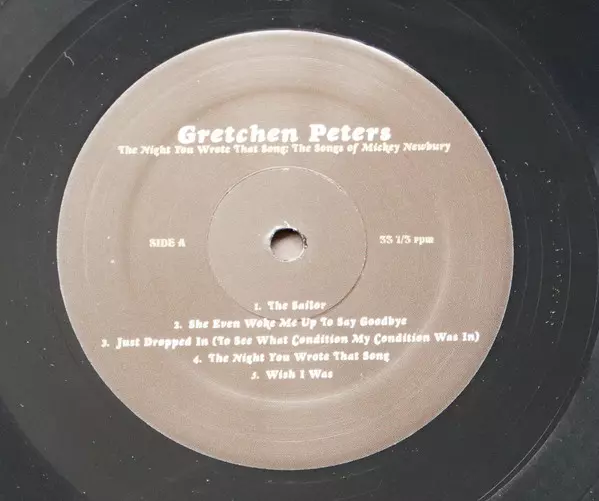 Gretchen Peters
The Night You Wrote That Song: The Songs of Mickey Newbury
SIDE A
33 1/3 rpm
1. The Sailor
2. She Even Woke Me Up To Say Goodbye
3. Just Dropped In (To See What Condition My Condition Was In)
4. The Night You Wrote That Song
5. Wish I Was